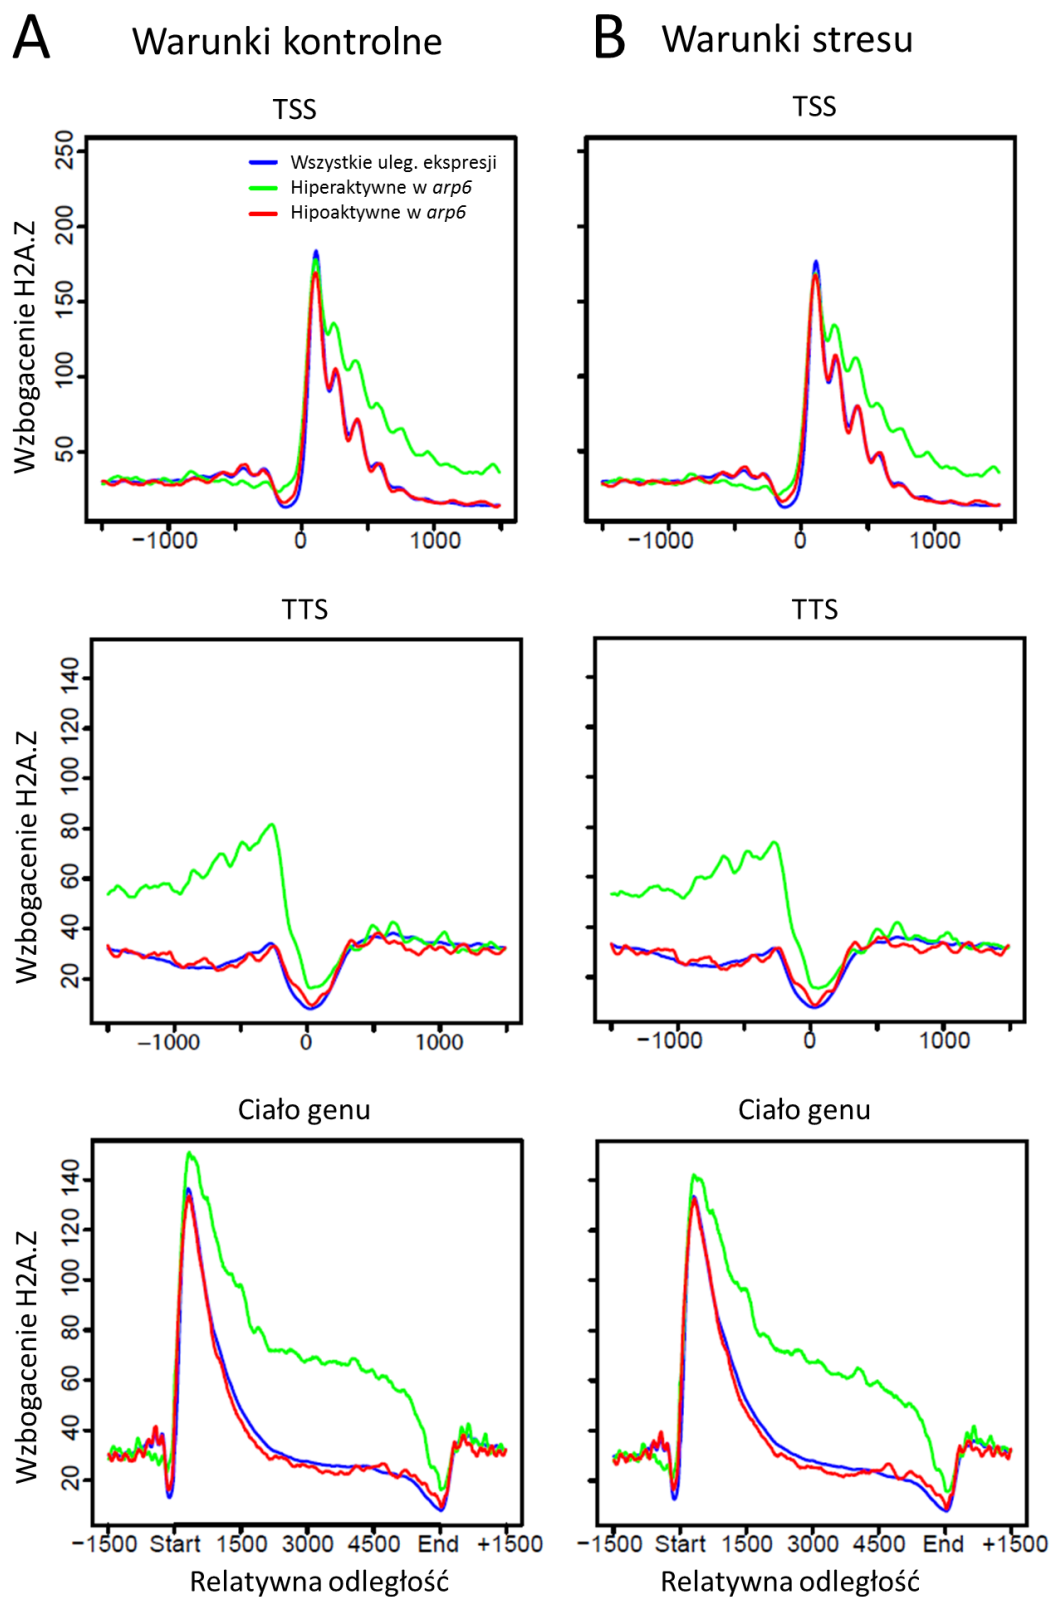 A Warunki kontrolne
B Warunki stresu
TSS
TSS
Wzbogacenie H2A.Z
250
200
150
100
50
Wszystkie uleg. ekspresji
Hiperaktywne w arp6
Hipoaktywne w arp6
−1000 0 1000
−1000 0 1000
TTS
TTS
Wzbogacenie H2A.Z
140
120
100
80
60
40
20
−1000 0 1000
−1000 0 1000
Ciało genu
Ciało genu
Wzbogacenie H2A.Z
140
120
100
80
60
40
20
−1500 Start 1500 3000 4500 End +1500
−1500 Start 1500 3000 4500 End +1500
Relatywna odległość
Relatywna odległość